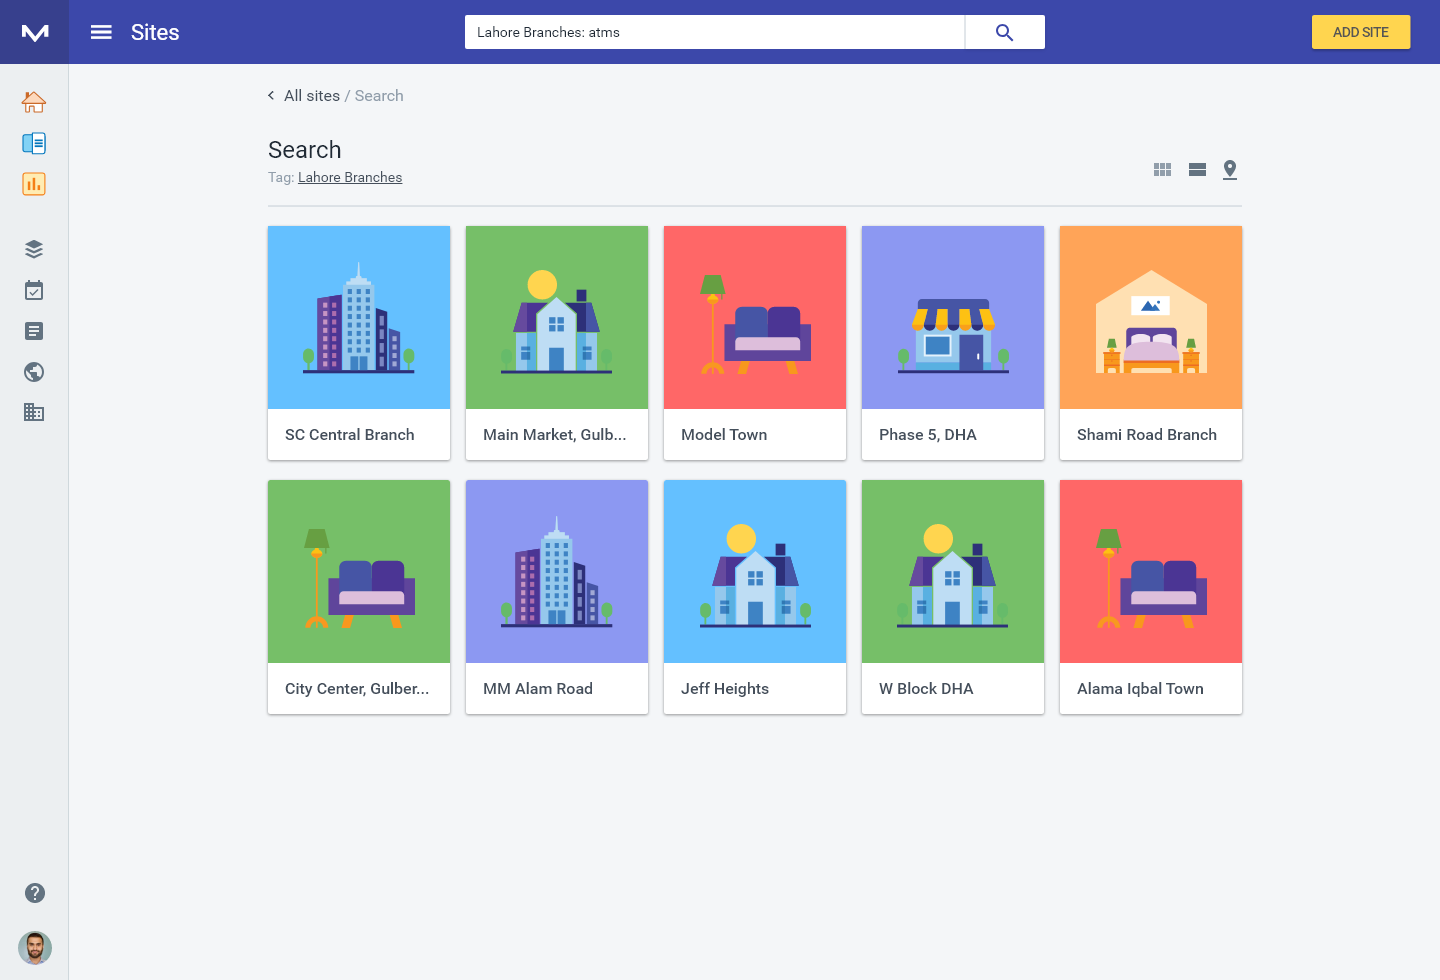 Sites
Lahore Branches: atms
ADD SITE
All sites / Search
Search
Tag: Lahore Branches
SC Central Branch
Main Market, Gulb...
Model Town
Phase 5, DHA
Shami Road Branch
City Center, Gulber...
MM Alam Road
Jeff Heights
W Block DHA
Alama Iqbal Town